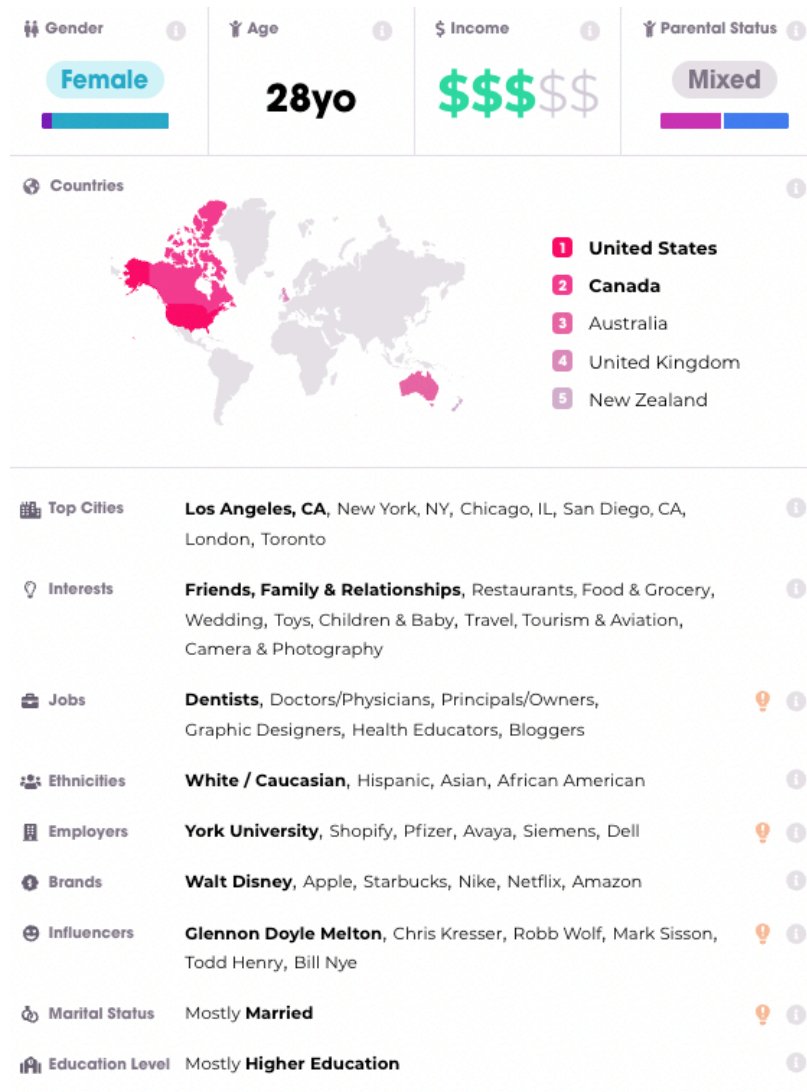 Gender
Age
$ Income
Parental Status
Female
28yo
$$$$$
Mixed
Countries
1 United States
2 Canada
3 Australia
4 United Kingdom
5 New Zealand
Top Cities
Los Angeles, CA, New York, NY, Chicago, IL, San Diego, CA,
London, Toronto
Interests
Friends, Family & Relationships, Restaurants, Food & Grocery,
Wedding, Toys, Children & Baby, Travel, Tourism & Aviation,
Camera & Photography
Jobs
Dentists, Doctors/Physicians, Principals/Owners,
Graphic Designers, Health Educators, Bloggers
Ethnicities
White / Caucasian, Hispanic, Asian, African American
Employers
York University, Shopify, Pfizer, Avaya, Siemens, Dell
Brands
Walt Disney, Apple, Starbucks, Nike, Netflix, Amazon
Influencers
Glennon Doyle Melton, Chris Kresser, Robb Wolf, Mark Sisson,
Todd Henry, Bill Nye
Marital Status
Mostly Married
Education Level
Mostly Higher Education